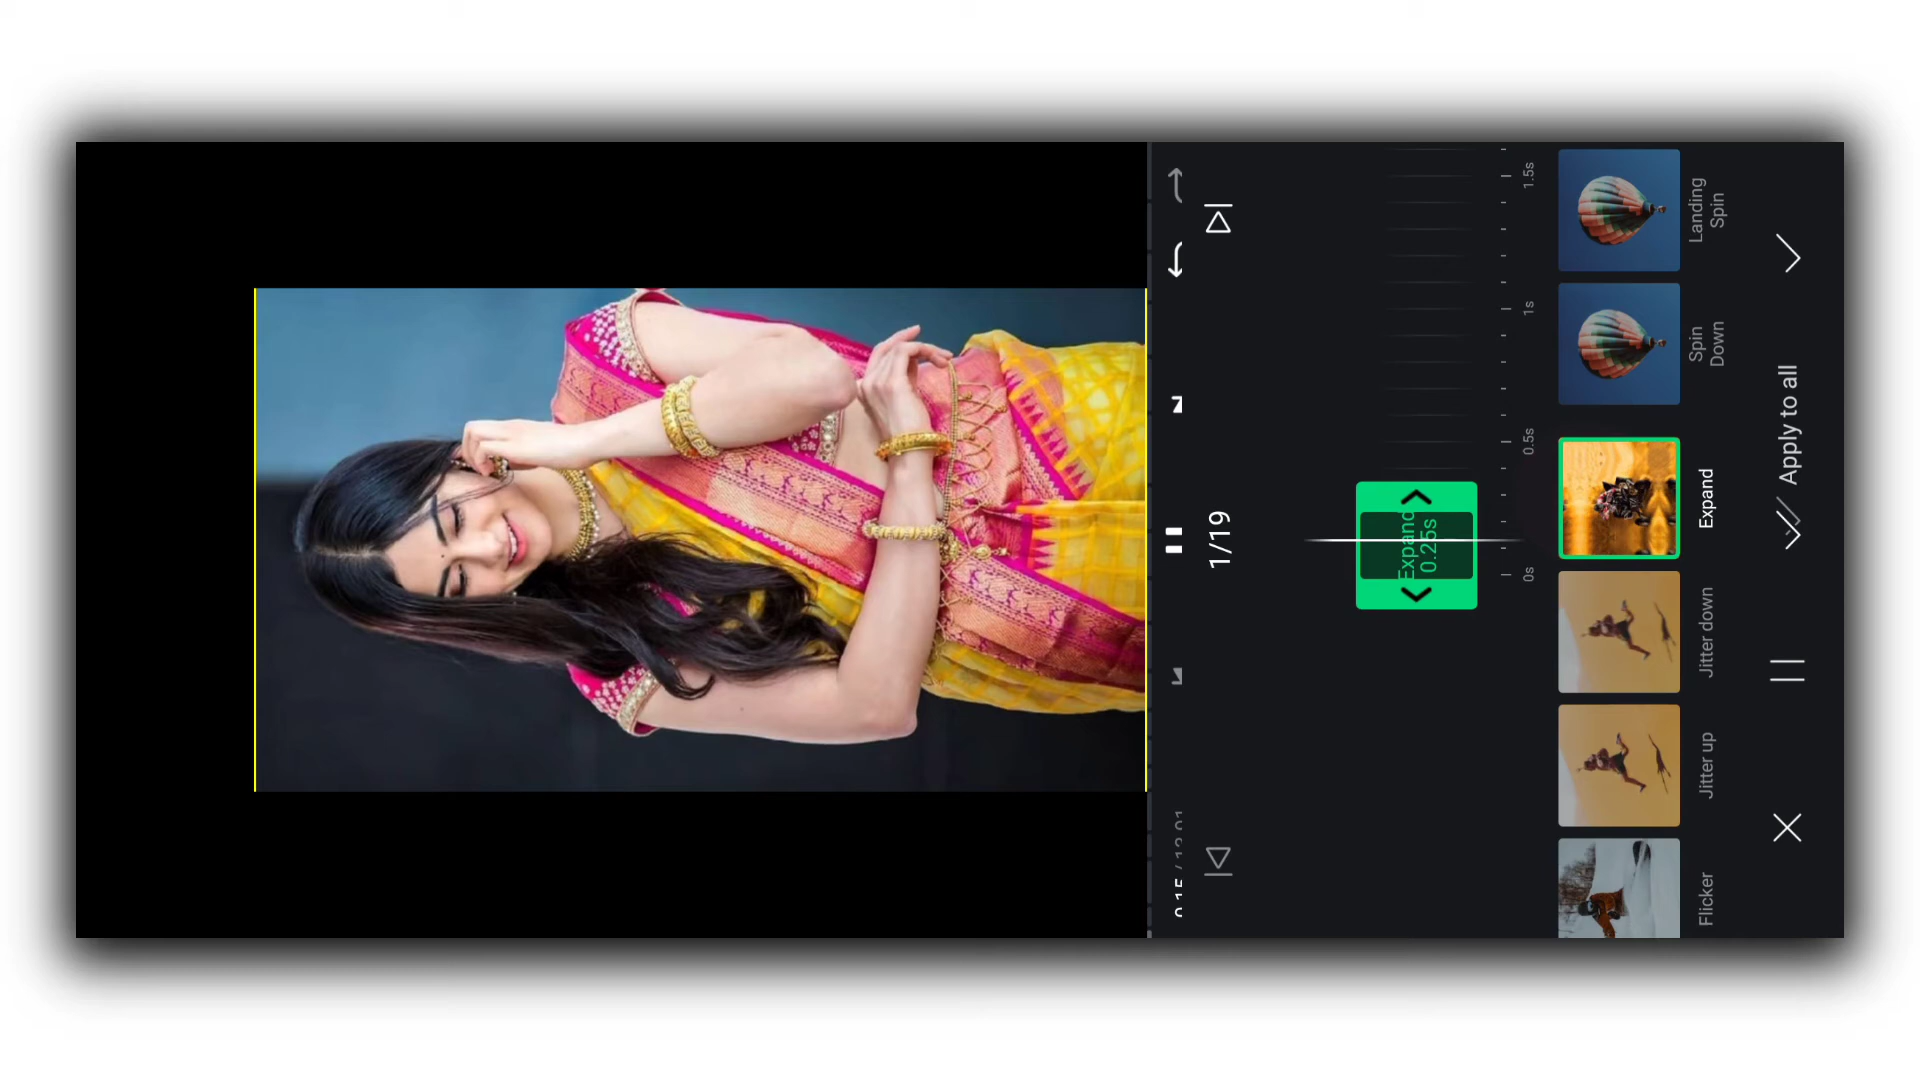 1/19
Expand
0.25s
0s
0.5s
1s
1.5s
Flicker
Jitter up
Jitter down
Expand
Spin
Down
Landing
Spin
Apply to all